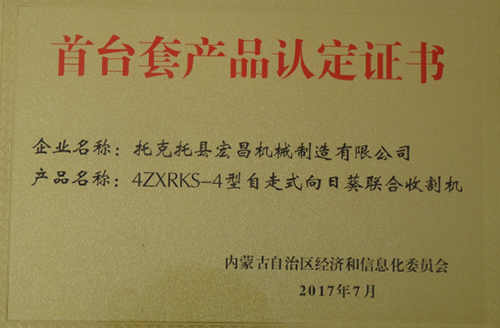 首台套产品认定证书
企业名称：托克托县宏昌机械制造有限公司
产品名称：4ZXRKS-4型自走式向日葵联合收割机
内蒙古自治区经济和信息化委员会
2017年7月